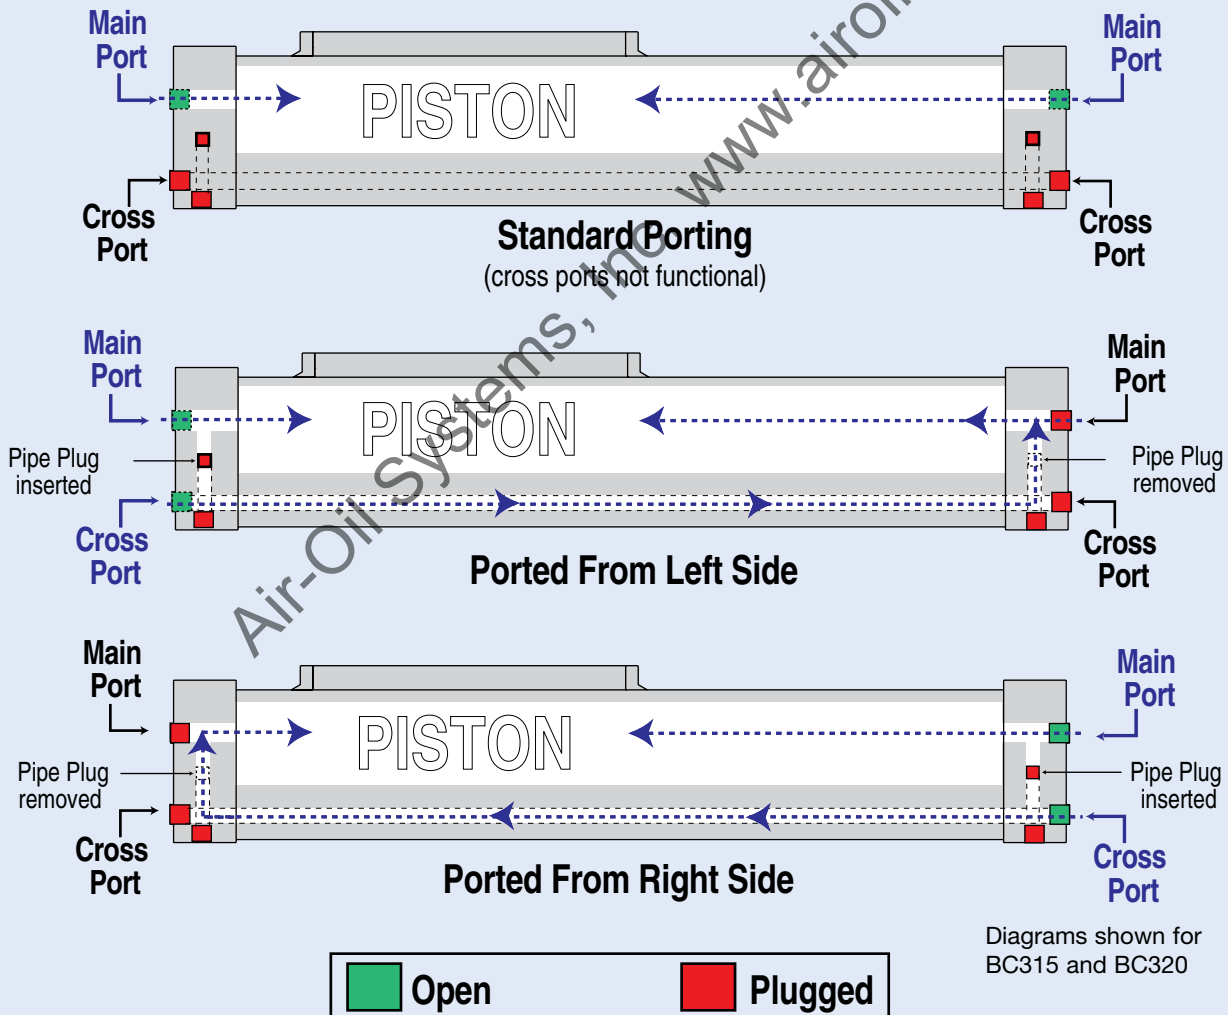 Main
Port
Main
Port
PISTON
Cross
Port
Cross
Port
Standard Porting
(cross ports not functional)
Main
Port
Main
Port
PISTON
Pipe Plug
inserted
Pipe Plug
removed
Cross
Port
Cross
Port
Ported From Left Side
Main
Port
Main
Port
PISTON
Pipe Plug
removed
Pipe Plug
inserted
Cross
Port
Cross
Port
Ported From Right Side
Diagrams shown for
BC315 and BC320
Open
Plugged
Air-Oil Systems, Inc.